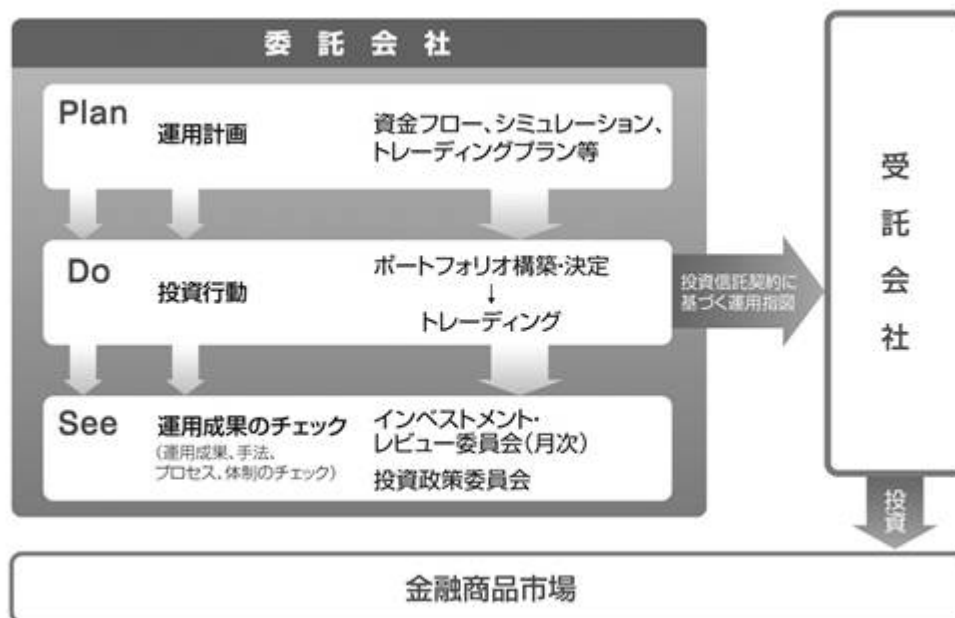 委託会社
Plan
運用計画
資金フロー、シミュレーション、
トレーディングプラン等
Do
投資行動
ポートフォリオ構築・決定
↓
トレーディング
投資信託契約に
基づく運用指図
See
運用成果のチェック
(運用成果、手法、
プロセス、体制のチェック)
インベストメント・
レビュー委員会(月次)
投資政策委員会
受託会社
投資
金融商品市場